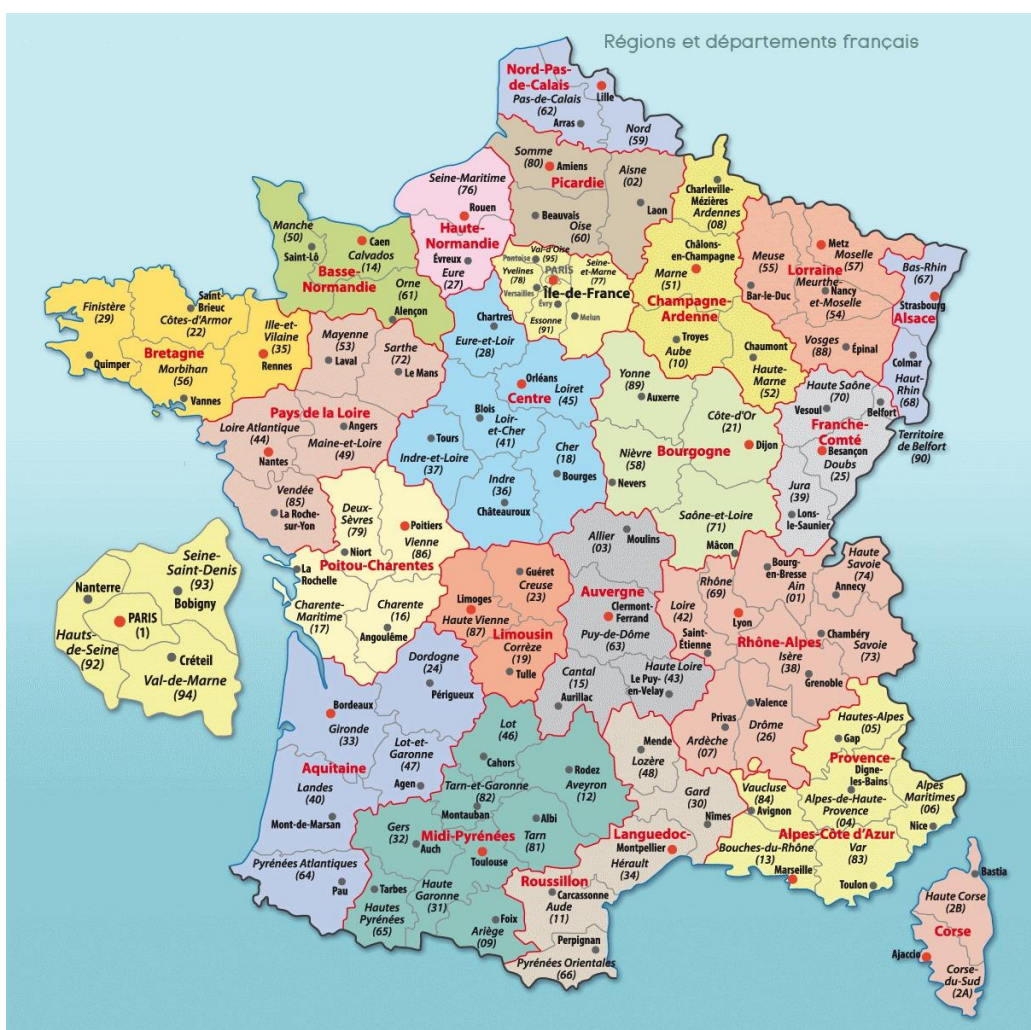 Régions et départements français
Nord-Pas-
de-Calais
Pas-de-Calais
(62)
Lille
Arras
Nord
(59)
Somme
(80)
Amiens
Picardie
Aisne
(02)
Laon
Beauvais
Oise
(60)
Seine-Maritime
(76)
Rouen
Haute-
Normandie
Évreux
Eure
(27)
Manche
(50)
Saint-Lô
Caen
Calvados
(14)
Basse-
Normandie
Orne
(61)
Alençon
Val-d'Oise
(95)
Pontoise
Yvelines
(78)
PARIS
Seine-
et-Marne
(77)
Versailles
Île-de-France
Évry
Essonne
(91)
Melun
Charleville-
Mézières
Ardennes
(08)
Châlons-
en-Champagne
Marne
(51)
Champagne-
Ardenne
Troyes
Aube
(10)
Chaumont
Haute-
Marne
(52)
Meuse
(55)
Metz
Moselle
(57)
Lorraine
Bar-le-Duc
Meurthe-
Nancy
et-Moselle
(54)
Vosges
(88)
Épinal
Bas-Rhin
(67)
Strasbourg
Alsace
Colmar
Haut-
Rhin
(68)
Finistère
(29)
Saint-
Brieuc
Côtes-d'Armor
(22)
Ille-et-
Vilaine
(35)
Rennes
Bretagne
Quimper
Morbihan
(56)
Vannes
Mayenne
(53)
Laval
Sarthe
(72)
Le Mans
Pays de la Loire
Loire Atlantique
(44)
Angers
Maine-et-Loire
(49)
Nantes
Vendée
(85)
La Roche-
sur-Yon
Chartres
Eure-et-Loir
(28)
Orléans
Loiret
(45)
Centre
Blois
Loir-
et-Cher
(41)
Tours
Indre-et-Loire
(37)
Cher
(18)
Bourges
Indre
(36)
Châteauroux
Yonne
(89)
Auxerre
Côte-d'Or
(21)
Dijon
Bourgogne
Nièvre
(58)
Nevers
Saône-et-Loire
(71)
Mâcon
Haute Saône
(70)
Vesoul
Belfort
Franche-
Comté
Besançon
Doubs
(25)
Territoire
de Belfort
(90)
Jura
(39)
Lons-
le-Saunier
Deux-
Sèvres
(79)
Poitiers
Vienne
(86)
Niort
Poitou-Charentes
La
Rochelle
Charente-
Maritime
(17)
Charente
(16)
Angoulême
Guéret
Creuse
(23)
Limoges
Haute Vienne
(87)
Limousin
Corrèze
(19)
Tulle
Allier
(03)
Moulins
Auvergne
Clermont-
Ferrand
Puy-de-Dôme
(63)
Cantal
(15)
Aurillac
Haute Loire
(43)
Le Puy-
en-Velay
Rhône
(69)
Bourg-
en-Bresse
Ain
(01)
Haute
Savoie
(74)
Annecy
Loire
(42)
Lyon
Saint-
Étienne
Rhône-Alpes
Chambéry
Savoie
(73)
Isère
(38)
Grenoble
Valence
Privas
Ardèche
(07)
Drôme
(26)
Dordogne
(24)
Périgueux
Bordeaux
Gironde
(33)
Lot-et-
Garonne
(47)
Agen
Aquitaine
Landes
(40)
Mont-de-Marsan
Pyrénées Atlantiques
(64)
Pau
Lot
(46)
Cahors
Rodez
Aveyron
(12)
Tarn-et-Garonne
(82)
Montauban
Albi
Tarn
(81)
Gers
(32)
Auch
Midi-Pyrénées
Toulouse
Haute
Garonne
(31)
Tarbes
Hautes
Pyrénées
(65)
Foix
Ariège
(09)
Mende
Lozère
(48)
Gard
(30)
Nîmes
Languedoc-
Montpellier
Hérault
(34)
Roussillon
Carcassonne
Aude
(11)
Perpignan
Pyrénées Orientales
(66)
Hautes-Alpes
(05)
Gap
Provence-
Digne-
les-Bains
Vaucluse
(84)
Avignon
Alpes-de-Haute-
Provence
(04)
Alpes
Maritimes
(06)
Nice
Alpes-Côte d'Azur
Bouches-du-Rhône
(13)
Var
(83)
Marseille
Toulon
Bastia
Haute Corse
(2B)
Corse
Ajaccio
Corse-
du-Sud
(2A)
Seine-
Saint-Denis
(93)
Nanterre
Bobigny
PARIS
(1)
Hauts-
de-Seine
(92)
Créteil
Val-de-Marne
(94)